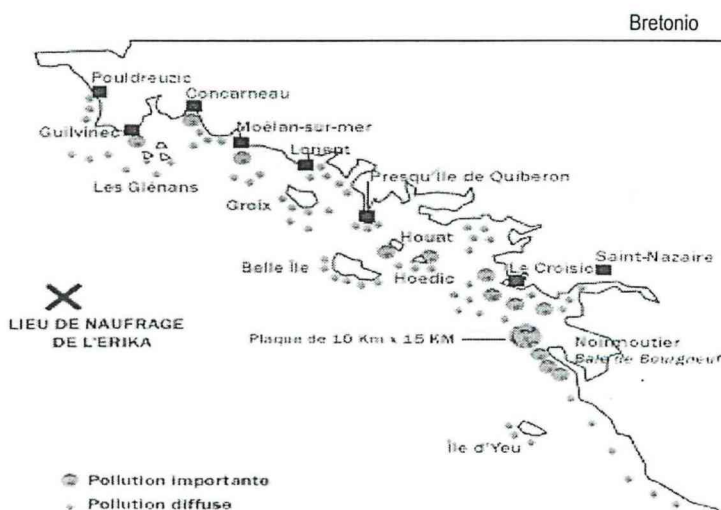 Bretonio
Pouldreuzic
Concarneau
Guilvinec
Moëlan-sur-mer
Lorient
Les Glénans
Presqu'île de Quiberon
Groix
Houat
Saint-Nazaire
Belle Île
Hoedic
Le Croisic
LIEU DE NAUFRAGE
DE L'ERIKA
Plaque de 10 Km x 15 KM
Noirmoutier
Baie de Bourgneuf
Île d'Yeu
Pollution importante
Pollution diffuse